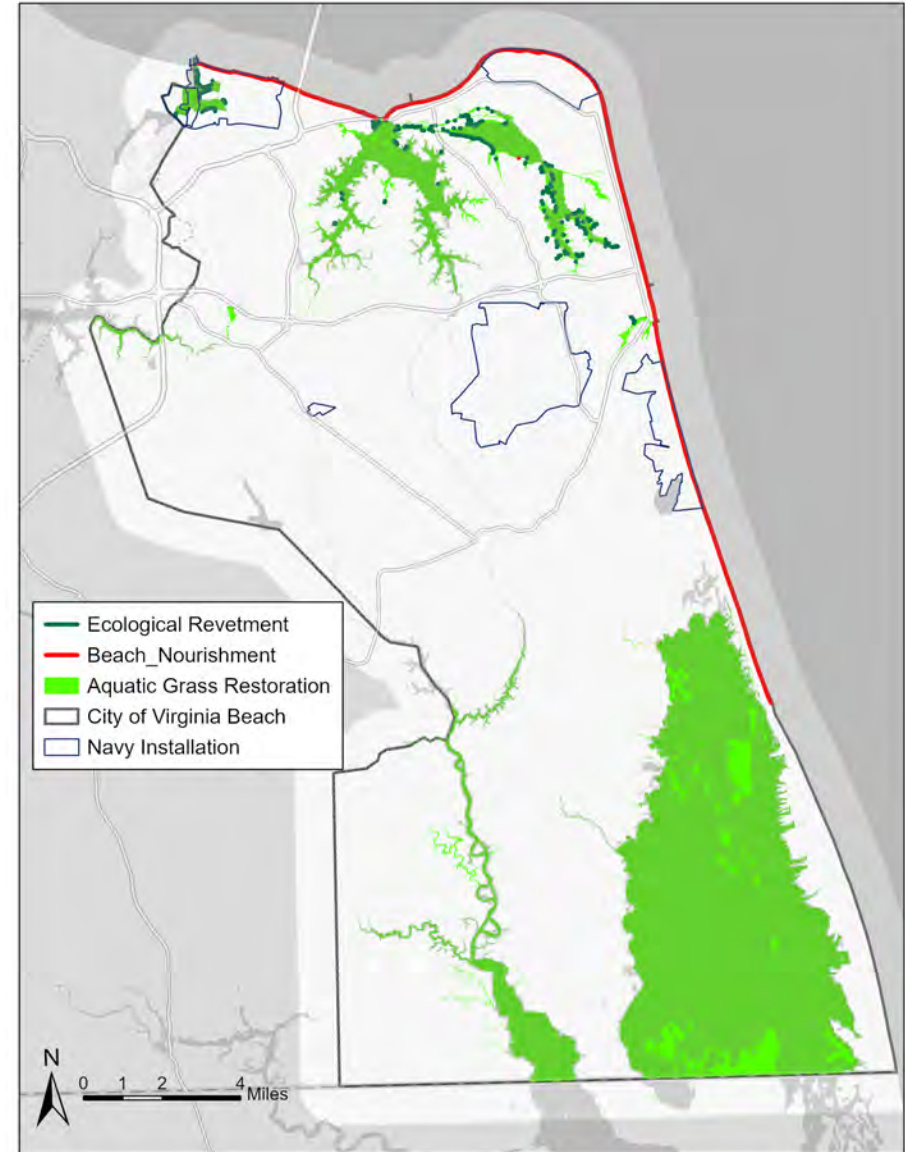 Ecological Revetment
Beach_Nourishment
Aquatic Grass Restoration
City of Virginia Beach
Navy Installation
N
0 1 2 4
Miles